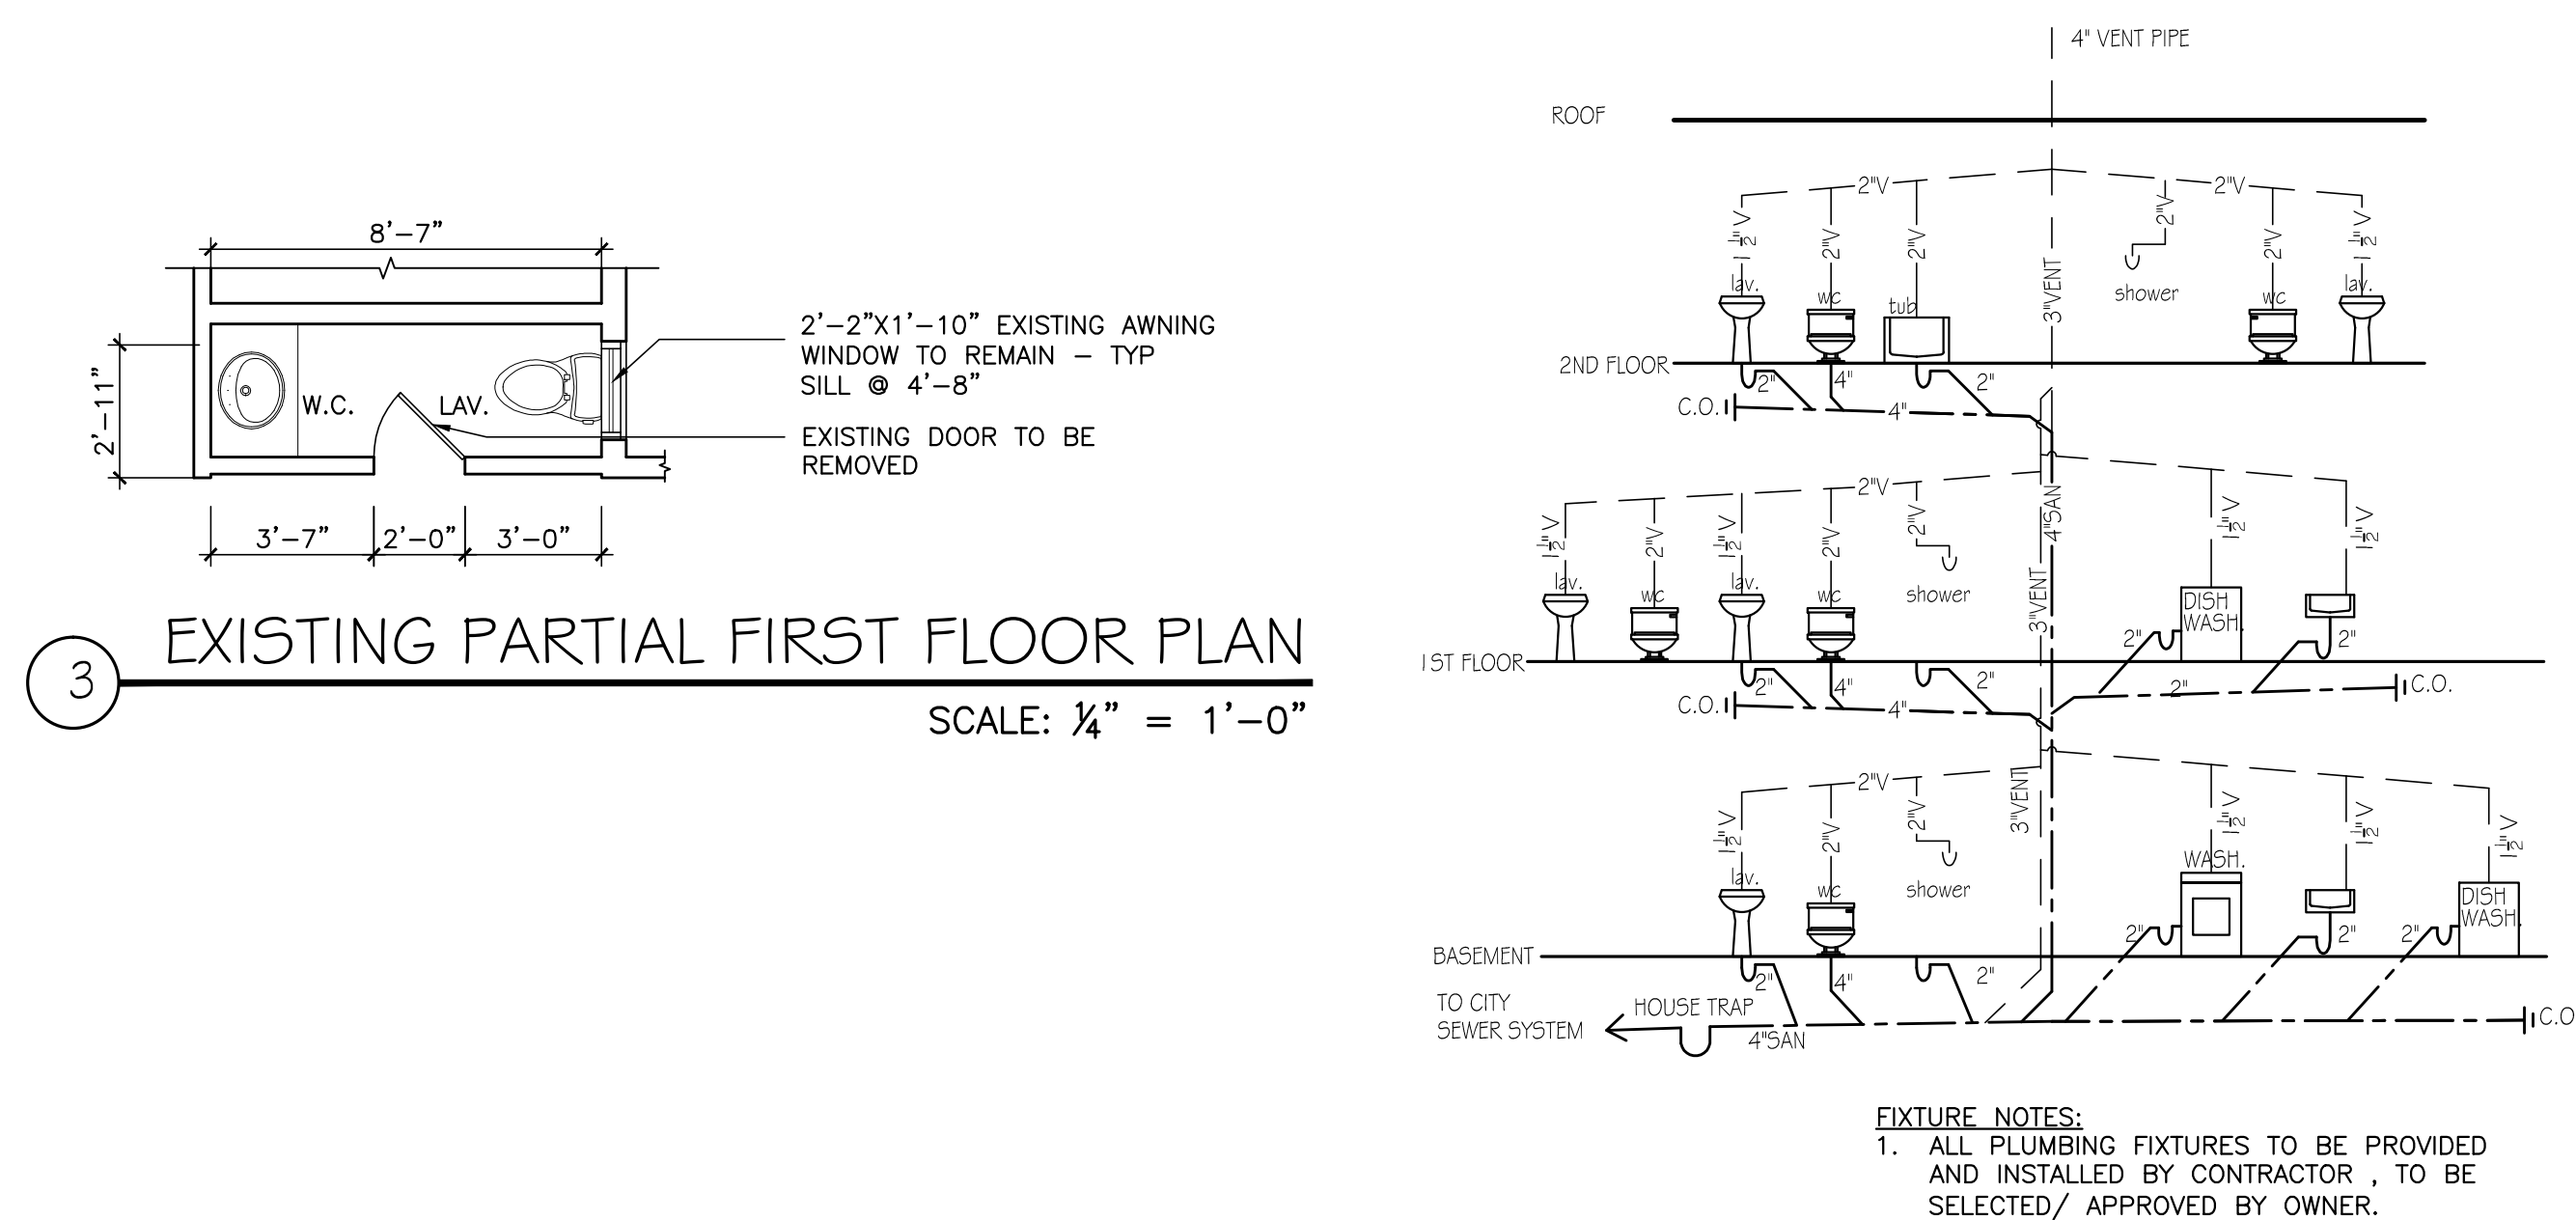 8'-7"
2'-11"
W.C.
LAV.
2'-2"X1'-10" EXISTING AWNING
WINDOW TO REMAIN - TYP
SILL @ 4'-8"
EXISTING DOOR TO BE
REMOVED
3'-7"
2'-0"
3'-0"
3
EXISTING PARTIAL FIRST FLOOR PLAN
SCALE: ¼" = 1'-0"
4" VENT PIPE
ROOF
2"V
2"V
1½"V
2"V
2"V
2"V
2"V
1½"V
lav.
wc
tub
3"VENT
shower
wc
lav.
2ND FLOOR
2"
4"
2"
C.O.
4"
2"V
4"SAN
1½"V
2"V
1½"V
2"V
2"V
1½"V
1½"V
lav.
wc
lav.
wc
shower
3"VENT
DISH
WASH.
2"
2"
1ST FLOOR
2"
4"
2"
2"
C.O.
C.O.
4"
2"V
3"VENT
1½"V
2"V
2"V
1½"V
1½"V
1½"V
lav.
wc
shower
WASH.
DISH
WASH.
2"
2"
2"
BASEMENT
2"
4"
2"
TO CITY
SEWER SYSTEM
HOUSE TRAP
4"SAN
C.O
FIXTURE NOTES:
1. ALL PLUMBING FIXTURES TO BE PROVIDED
AND INSTALLED BY CONTRACTOR , TO BE
SELECTED/ APPROVED BY OWNER.